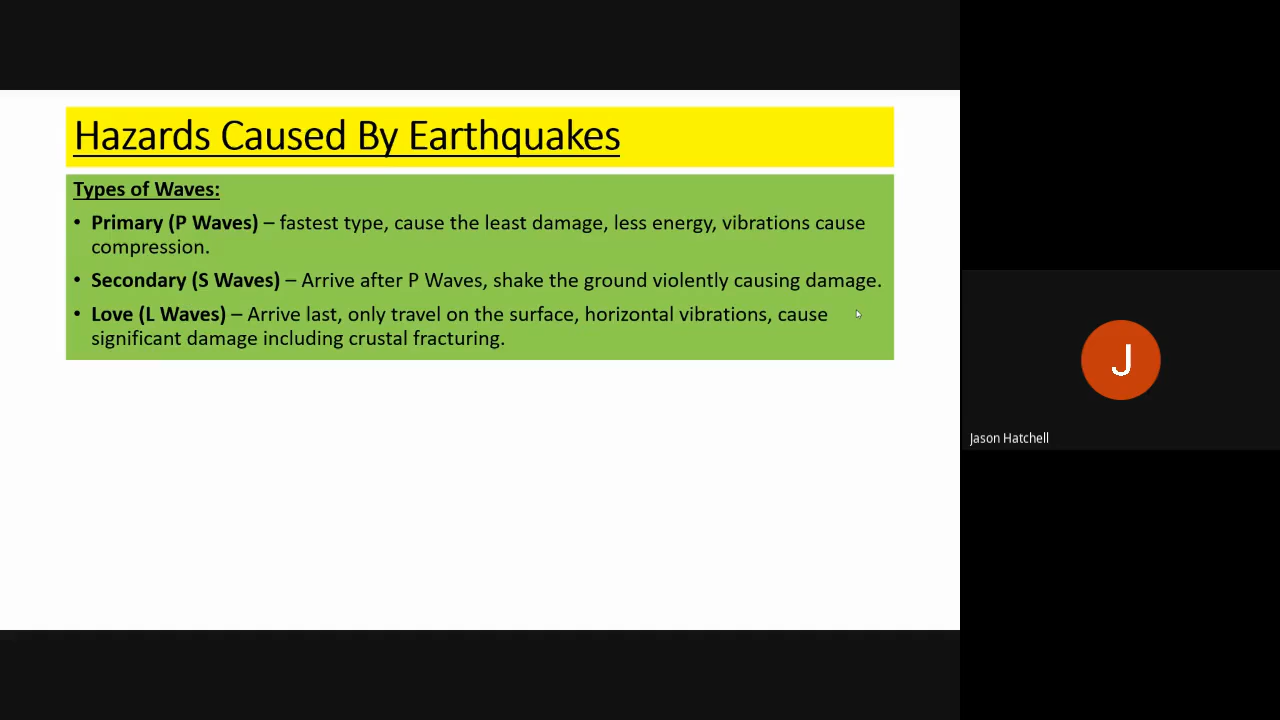 Hazards Caused By Earthquakes
Types of Waves:
• Primary (P Waves) – fastest type, cause the least damage, less energy, vibrations cause
compression.
• Secondary (S Waves) – Arrive after P Waves, shake the ground violently causing damage.
• Love (L Waves) – Arrive last, only travel on the surface, horizontal vibrations, cause
significant damage including crustal fracturing.
J
Jason Hatchell